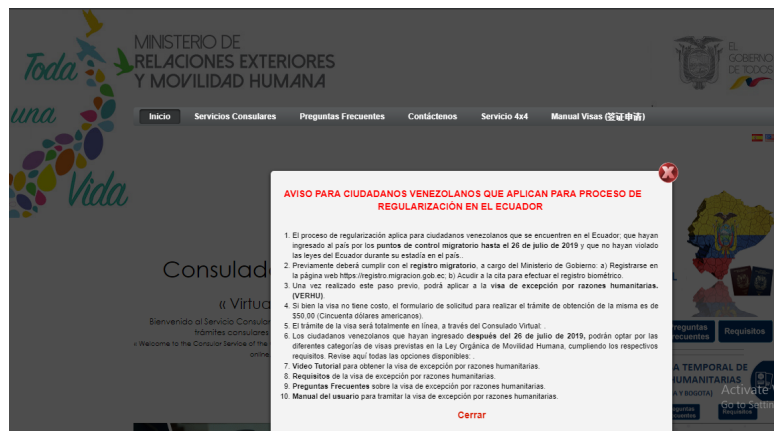 Toda
una
Vida
MINISTERIO DE
RELACIONES EXTERIORES
Y MOVILIDAD HUMANA
EL
GOBIERNO
DE TODOS
Inicio Servicios Consulares Preguntas Frecuentes Contáctenos Servicio 4x4 Manual Visas (签证申请)
AVISO PARA CIUDADANOS VENEZOLANOS QUE APLICAN PARA PROCESO DE
REGULARIZACIÓN EN EL ECUADOR
1. El proceso de regularización aplica para ciudadanos venezolanos que se encuentren en el Ecuador; que hayan
ingresado al país por los puntos de control migratorio hasta el 26 de julio de 2019 y que no hayan violado
las leyes del Ecuador durante su estadía en el país..
2. Previamente deberá cumplir con el registro migratorio, a cargo del Ministerio de Gobierno: a) Registrarse en
la página web https://registro.migracion.gob.ec; b) Acudir a la cita para efectuar el registro biométrico.
3. Una vez realizado este paso previo, podrá aplicar a la visa de excepción por razones humanitarias.
(VERHU).
4. Si bien la visa no tiene costo, el formulario de solicitud para realizar el trámite de obtención de la misma es de
$50,00 (Cincuenta dólares americanos).
5. El trámite de la visa será totalmente en línea, a través del Consulado Virtual: .
6. Los ciudadanos venezolanos que hayan ingresado después del 26 de julio de 2019, podrán optar por las
diferentes categorías de visas previstas en la Ley Orgánica de Movilidad Humana, cumpliendo los respectivos
requisitos. Revise aquí todas las opciones disponibles: .
7. Video Tutorial para obtener la visa de excepción por razones humanitarias.
8. Requisitos de la visa de excepción por razones humanitarias.
9. Preguntas Frecuentes sobre la visa de excepción por razones humanitarias.
10. Manual del usuario para tramitar la visa de excepción por razones humanitarias.
Cerrar
Consulad
« Virtua
Bienvenido al Servicio Consular
trámites consulares
« Welcome to the Consular Service of the
online
Preguntas
Frecuentes
Requisitos
A TEMPORAL DE
HUMANITARIAS
A Y BOGOTA)
Activate
Go to Settin
Preguntas
Frecuentes
Requisitos